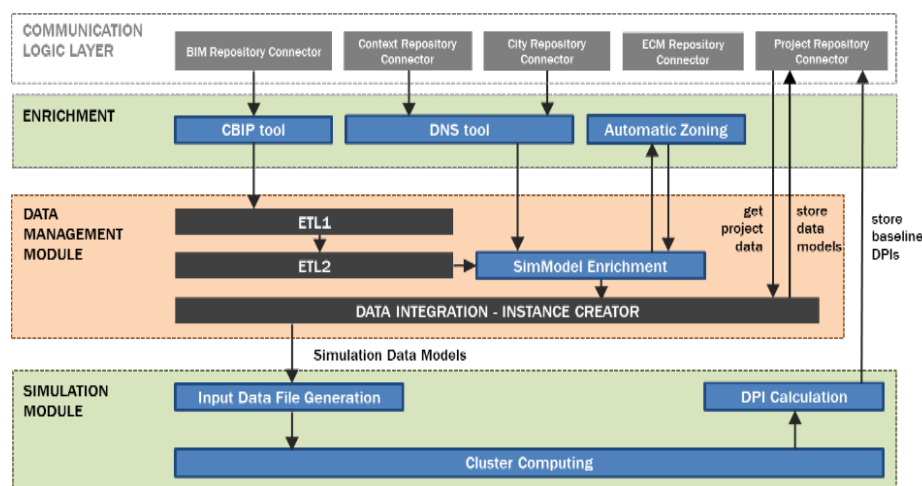 COMMUNICATION
LOGIC LAYER
BIM Repository Connector
Context Repository
Connector
City Repository
Connector
ECM Repository
Connector
Project Repository
Connector
ENRICHMENT
CBIP tool
DNS tool
Automatic Zoning
DATA
MANAGEMENT
MODULE
ETL1
ETL2
SimModel Enrichment
get
project
data
store
data
models
store
baseline
DPIs
DATA INTEGRATION - INSTANCE CREATOR
Simulation Data Models
SIMULATION
MODULE
Input Data File Generation
DPI Calculation
Cluster Computing